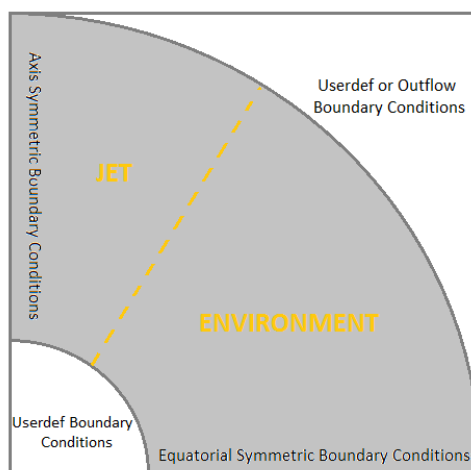 Axis Symmetric Boundary Conditions
Userdef or Outflow
Boundary Conditions
JET
ENVIRONMENT
Userdef Boundary
Conditions
Equatorial Symmetric Boundary Conditions